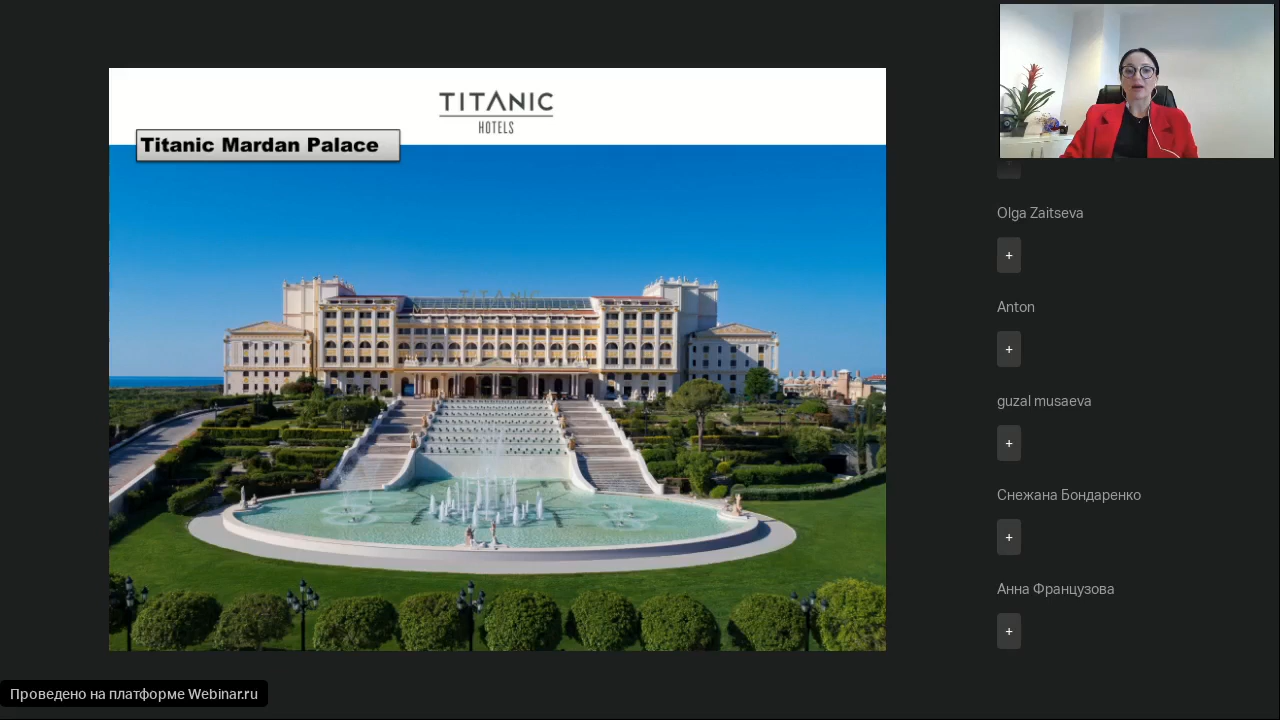 TITANIC
HOTELS
Titanic Mardan Palace
TITANIC
Olga Zaitseva
+
Anton
+
guzal musaeva
+
Снежана Бондаренко
+
Анна Французова
+
Проведено на платформе Webinar.ru